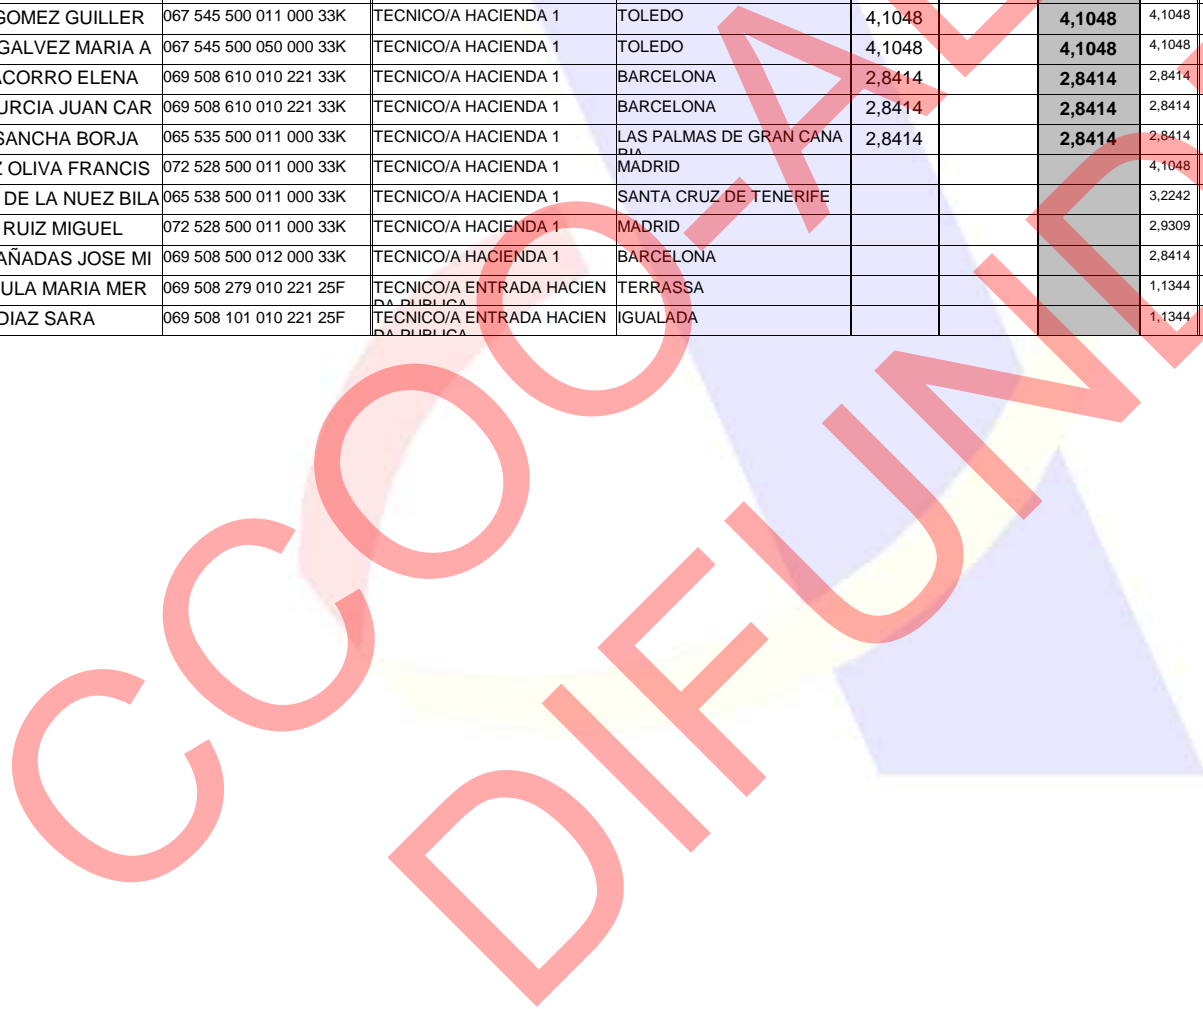 GOMEZ GUILLER 067 545 500 011 000 33K TECNICO/A HACIENDA 1 TOLEDO 4,1048 4,1048 4,1048
GALVEZ MARIA A 067 545 500 050 000 33K TECNICO/A HACIENDA 1 TOLEDO 4,1048 4,1048 4,1048
ACORRO ELENA 069 508 610 010 221 33K TECNICO/A HACIENDA 1 BARCELONA 2,8414 2,8414 2,8414
URCIA JUAN CAR 069 508 610 010 221 33K TECNICO/A HACIENDA 1 BARCELONA 2,8414 2,8414 2,8414
SANCHA BORJA 065 535 500 011 000 33K TECNICO/A HACIENDA 1 LAS PALMAS DE GRAN CANA 2,8414 2,8414 2,8414
RIA
Z OLIVA FRANCIS 072 528 500 011 000 33K TECNICO/A HACIENDA 1 MADRID 4,1048
DE LA NUEZ BILA 065 538 500 011 000 33K TECNICO/A HACIENDA 1 SANTA CRUZ DE TENERIFE 3,2242
RUIZ MIGUEL 072 528 500 011 000 33K TECNICO/A HACIENDA 1 MADRID 2,9309
AÑADAS JOSE MI 069 508 500 012 000 33K TECNICO/A HACIENDA 1 BARCELONA 2,8414
ULA MARIA MER 069 508 279 010 221 25F TECNICO/A ENTRADA HACIEN TERRASSA 1,1344
DA PUBLICA
DIAZ SARA 069 508 101 010 221 25F TECNICO/A ENTRADA HACIEN IGUALADA 1,1344
DA PUBLICA
CCOO-A
DIFUND